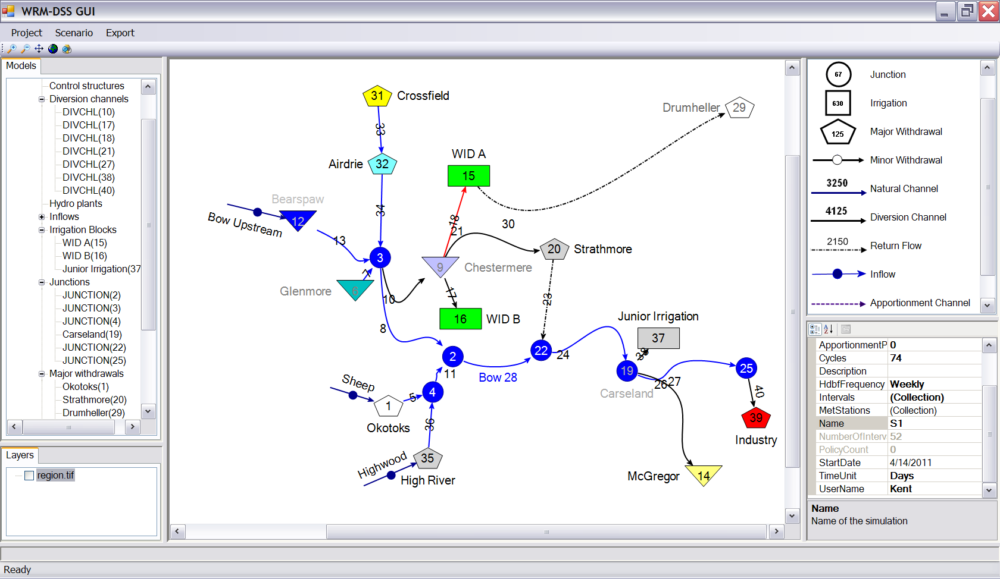 WRM-DSS GUI
Project Scenario Export
Models
Control structures
Diversion channels
DIVCHL(10)
DIVCHL(17)
DIVCHL(18)
DIVCHL(21)
DIVCHL(27)
DIVCHL(38)
DIVCHL(40)
Hydro plants
Inflows
Irrigation Blocks
WID A(15)
WID B(16)
Junior Irrigation(37
Junctions
JUNCTION(2)
JUNCTION(3)
JUNCTION(4)
Carseland(19)
JUNCTION(22)
JUNCTION(25)
Major withdrawals
Okotoks(1)
Strathmore(20)
Drumheller(29)
Layers
region.tif
31 Crossfield
33
Drumheller 29
WID A
Airdrie 32
15
Bearspaw
34
Bow Upstream
12
18
21
30
13
3
20 Strathmore
9 Chestermere
7
Glenmore 6
10
17
23
16 WID B
8
Junior Irrigation
37
2
22
24
38
11
Bow 28
19
25
Carseland
26
27
Sheep
5
4
1
40
Okotoks
36
39
Industry
Highwood
35
High River
McGregor 14
67 Junction
630 Irrigation
125 Major Withdrawal
Minor Withdrawal
3250 Natural Channel
4125 Diversion Channel
2150 Return Flow
Inflow
Apportionment Channel
ApportionmentP 0
Cycles 74
Description
HdbfFrequency Weekly
Intervals (Collection)
MetStations (Collection)
Name S1
NumberOfInterv 52
PolicyCount 0
StartDate 4/14/2011
TimeUnit Days
UserName Kent
Name
Name of the simulation
Ready